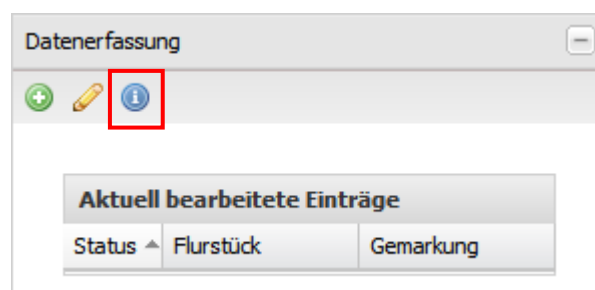 Datenerfassung
Aktuell bearbeitete Einträge
Status Flurstück Gemarkung